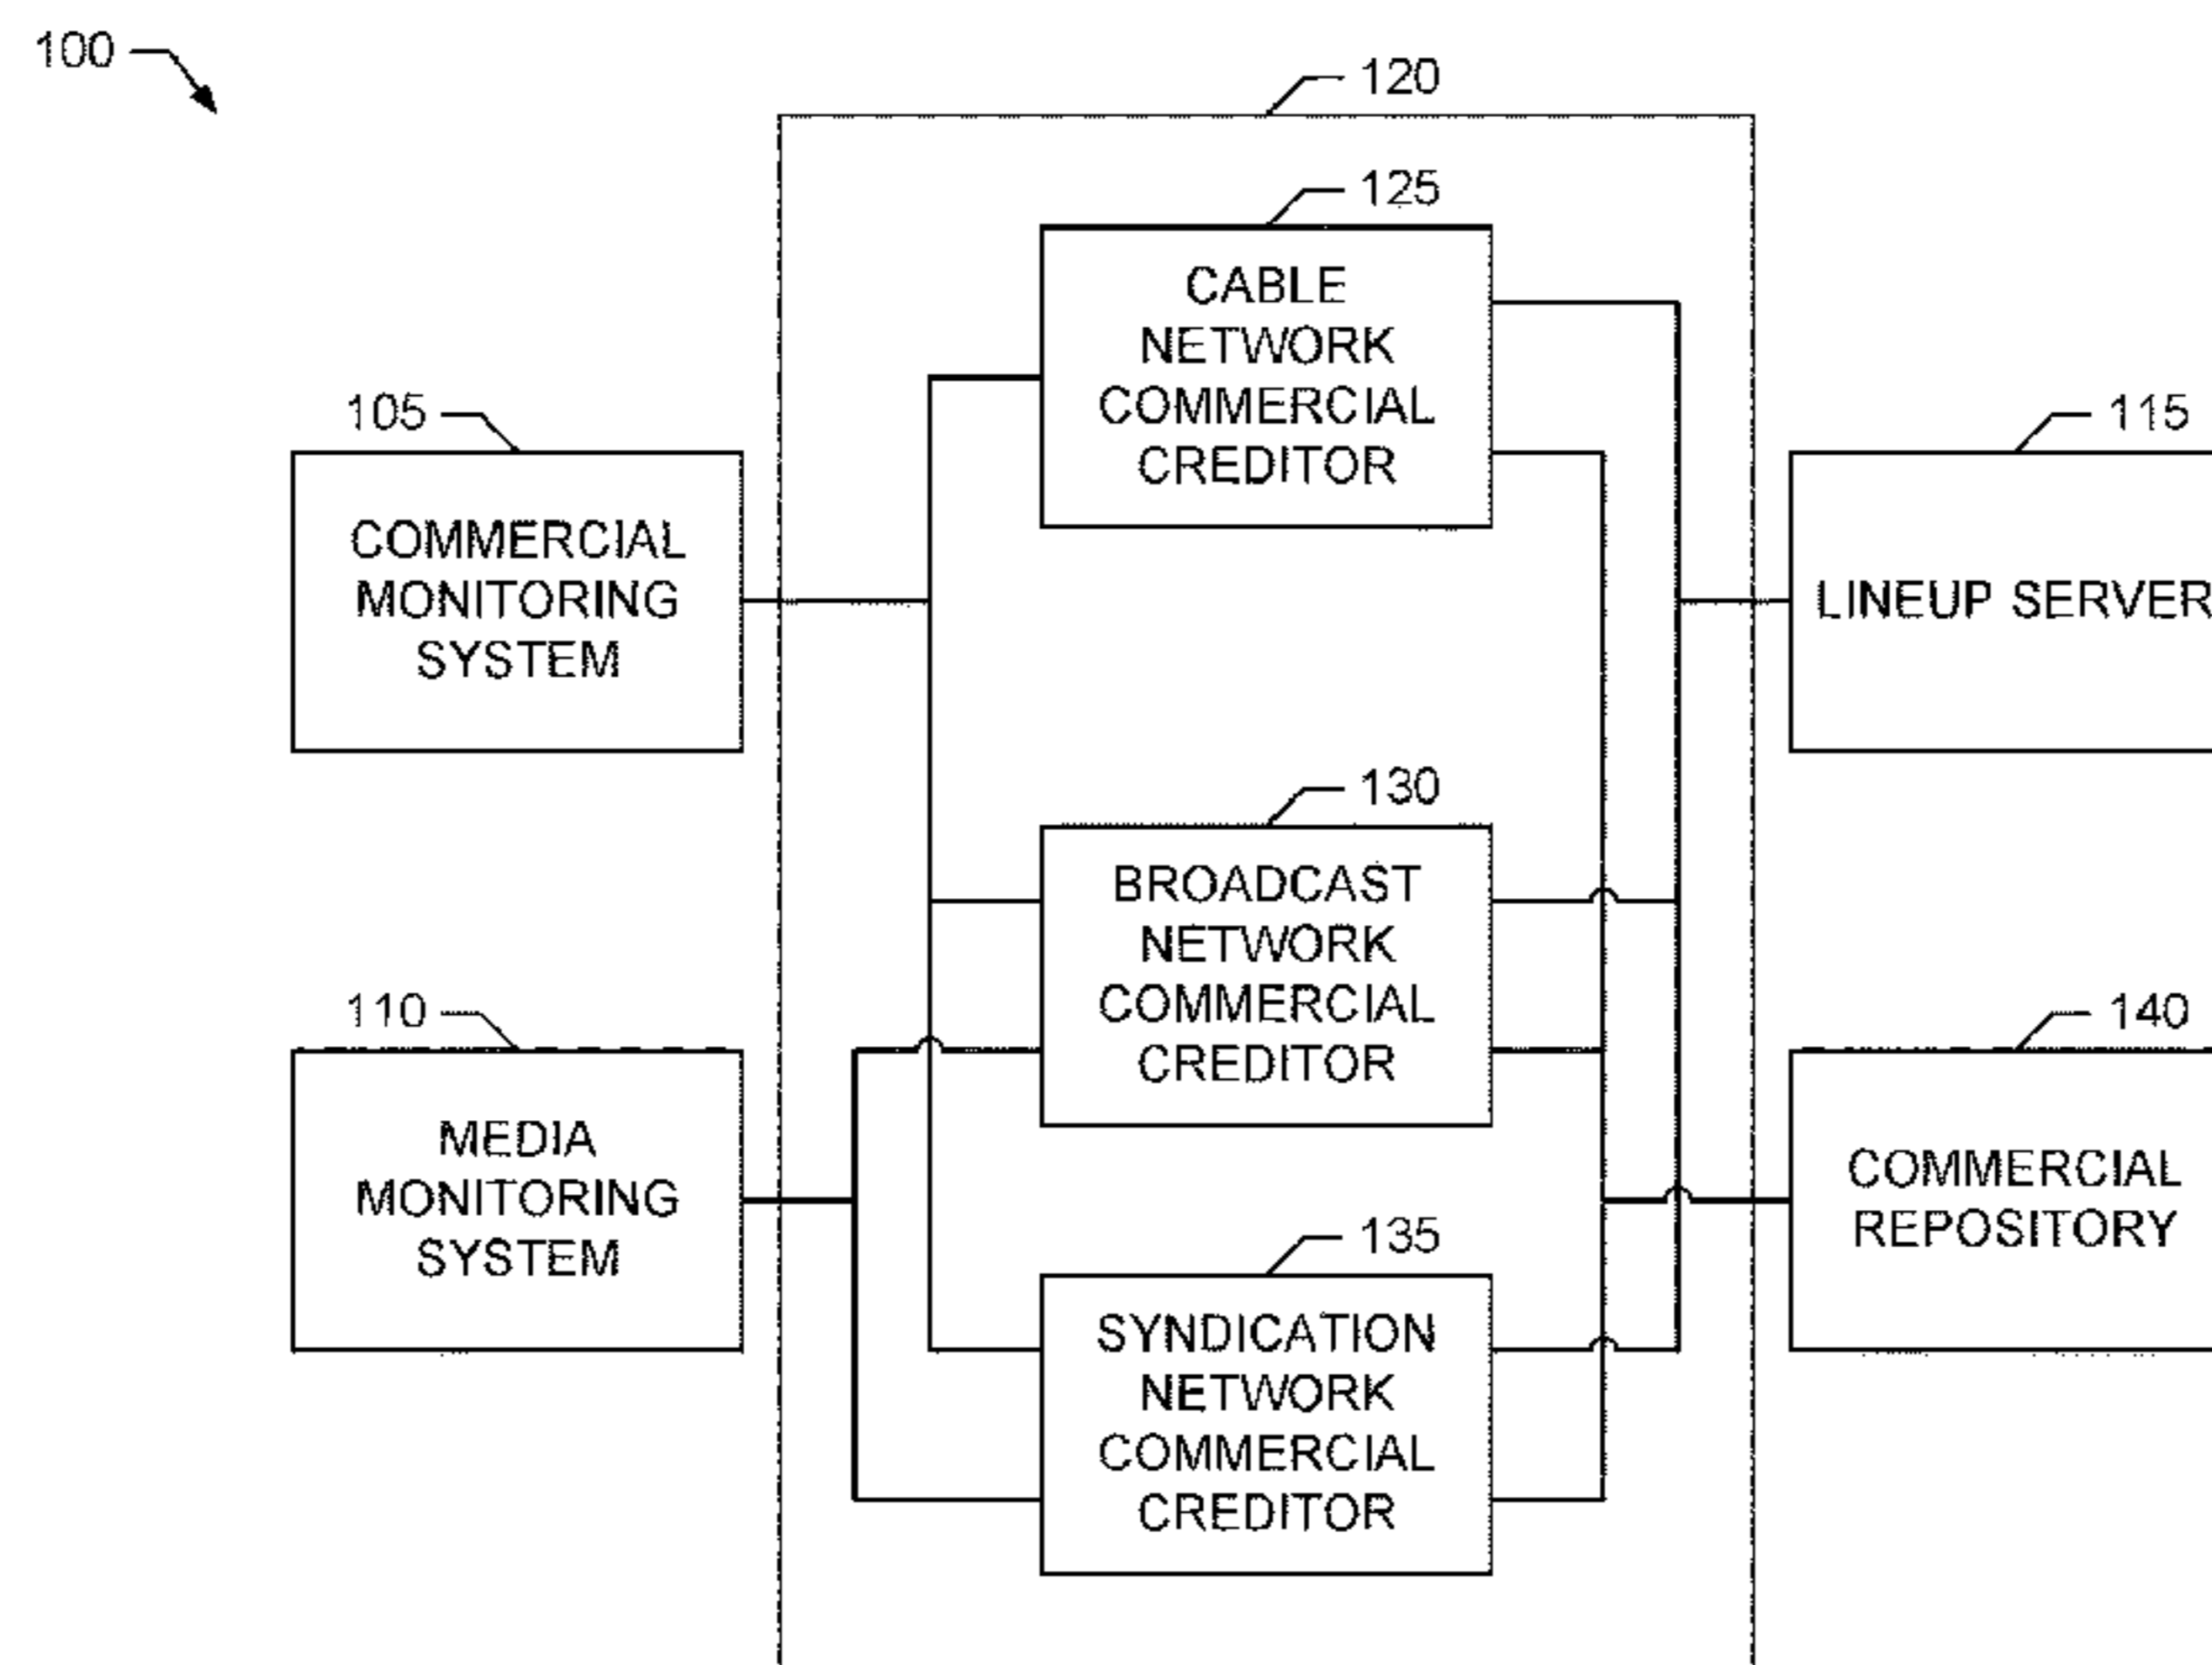 100
120
125
CABLE
NETWORK
COMMERCIAL
CREDITOR
105
COMMERCIAL
MONITORING
SYSTEM
115
LINEUP SERVER
130
BROADCAST
NETWORK
COMMERCIAL
CREDITOR
110
MEDIA
MONITORING
SYSTEM
140
COMMERCIAL
REPOSITORY
135
SYNDICATION
NETWORK
COMMERCIAL
CREDITOR